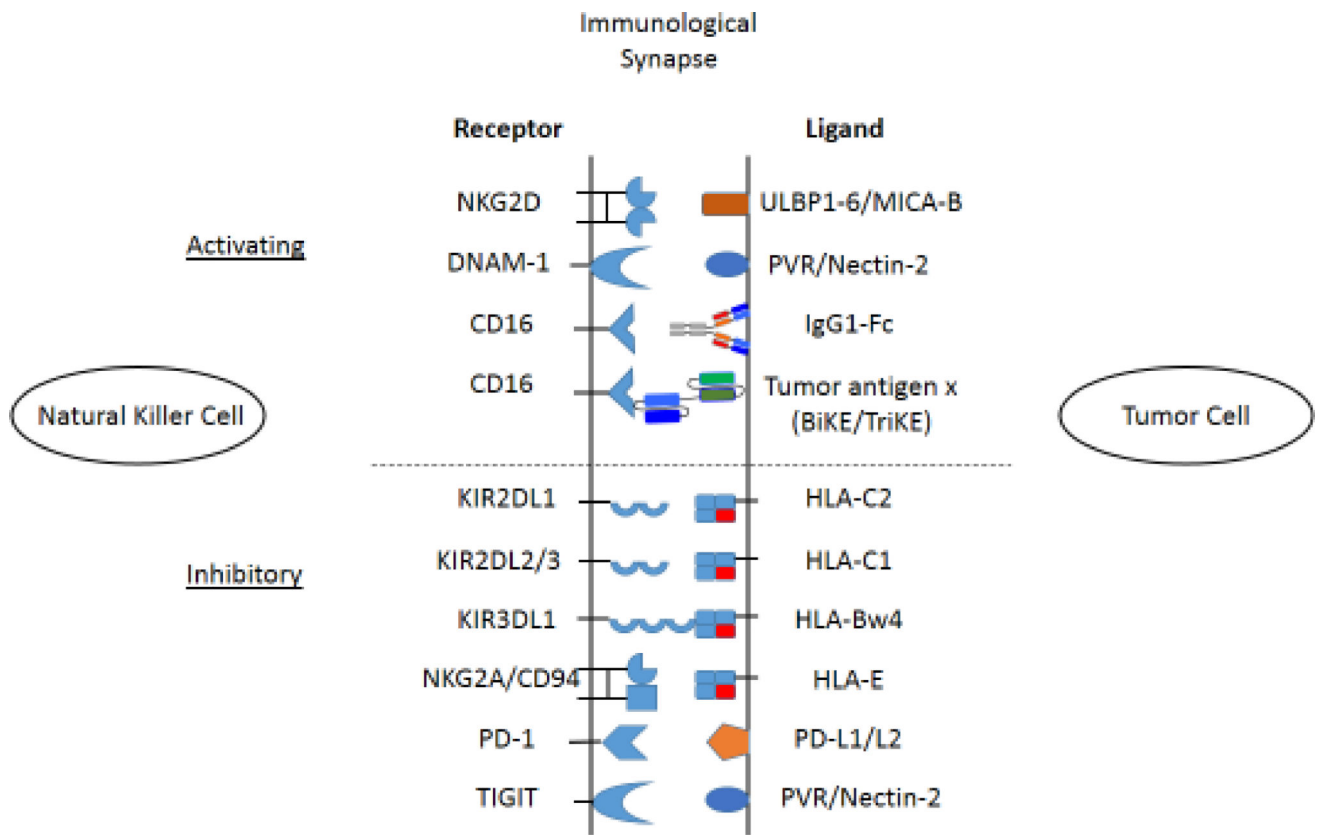 Immunological
Synapse
Receptor
Ligand
NKG2D
ULBP1-6/MICA-B
Activating
DNAM-1
PVR/Nectin-2
CD16
IgG1-Fc
CD16
Tumor antigen x
(BiKE/TriKE)
Natural Killer Cell
Tumor Cell
KIR2DL1
HLA-C2
KIR2DL2/3
HLA-C1
Inhibitory
KIR3DL1
HLA-Bw4
NKG2A/CD94
HLA-E
PD-1
PD-L1/L2
TIGIT
PVR/Nectin-2